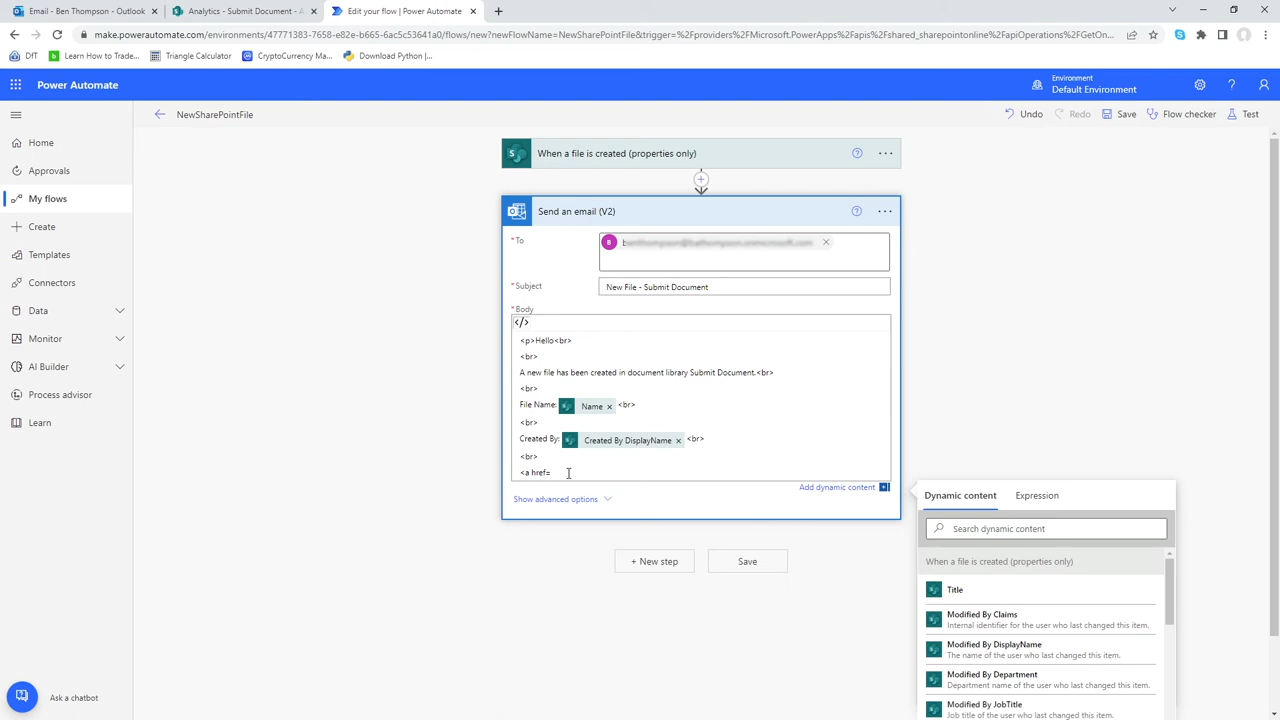 Email - Ben Thompson - Outlook
Analytics - Submit Document - A
Edit your flow | Power Automate
make.powerautomate.com/environments/47771383-7658-e82e-b665-6ac5c53641a0/flows/new?newFlowName=NewSharePointFile&trigger=%2Fproviders%2FMicrosoft.PowerApps%2Fapis%2Fshared_sharepointonline%2FapiOperations%2FGetOn...
DfT
Learn How to Trade...
Triangle Calculator
CryptoCurrency Ma...
Download Python |...
Power Automate
Environment
Default Environment
NewSharePointFile
Undo
Redo
Save
Flow checker
Test
Home
Approvals
My flows
Create
Templates
Connectors
Data
Monitor
AI Builder
Process advisor
Learn
Ask a chatbot
When a file is created (properties only)
Send an email (V2)
* To
B
* Subject
New File - Submit Document
* Body
</>
<p>Hello<br>
<br>
A new file has been created in document library Submit Document.<br>
<br>
File Name: Name × <br>
<br>
Created By: Created By DisplayName × <br>
<br>
<a href=
Add dynamic content
Show advanced options
+ New step
Save
Dynamic content
Expression
Search dynamic content
When a file is created (properties only)
Title
Modified By Claims
Internal identifier for the user who last changed this item.
Modified By DisplayName
The name of the user who last changed this item.
Modified By Department
Department name of the user who last changed this item.
Modified By JobTitle
Job title of the user who last changed this item.